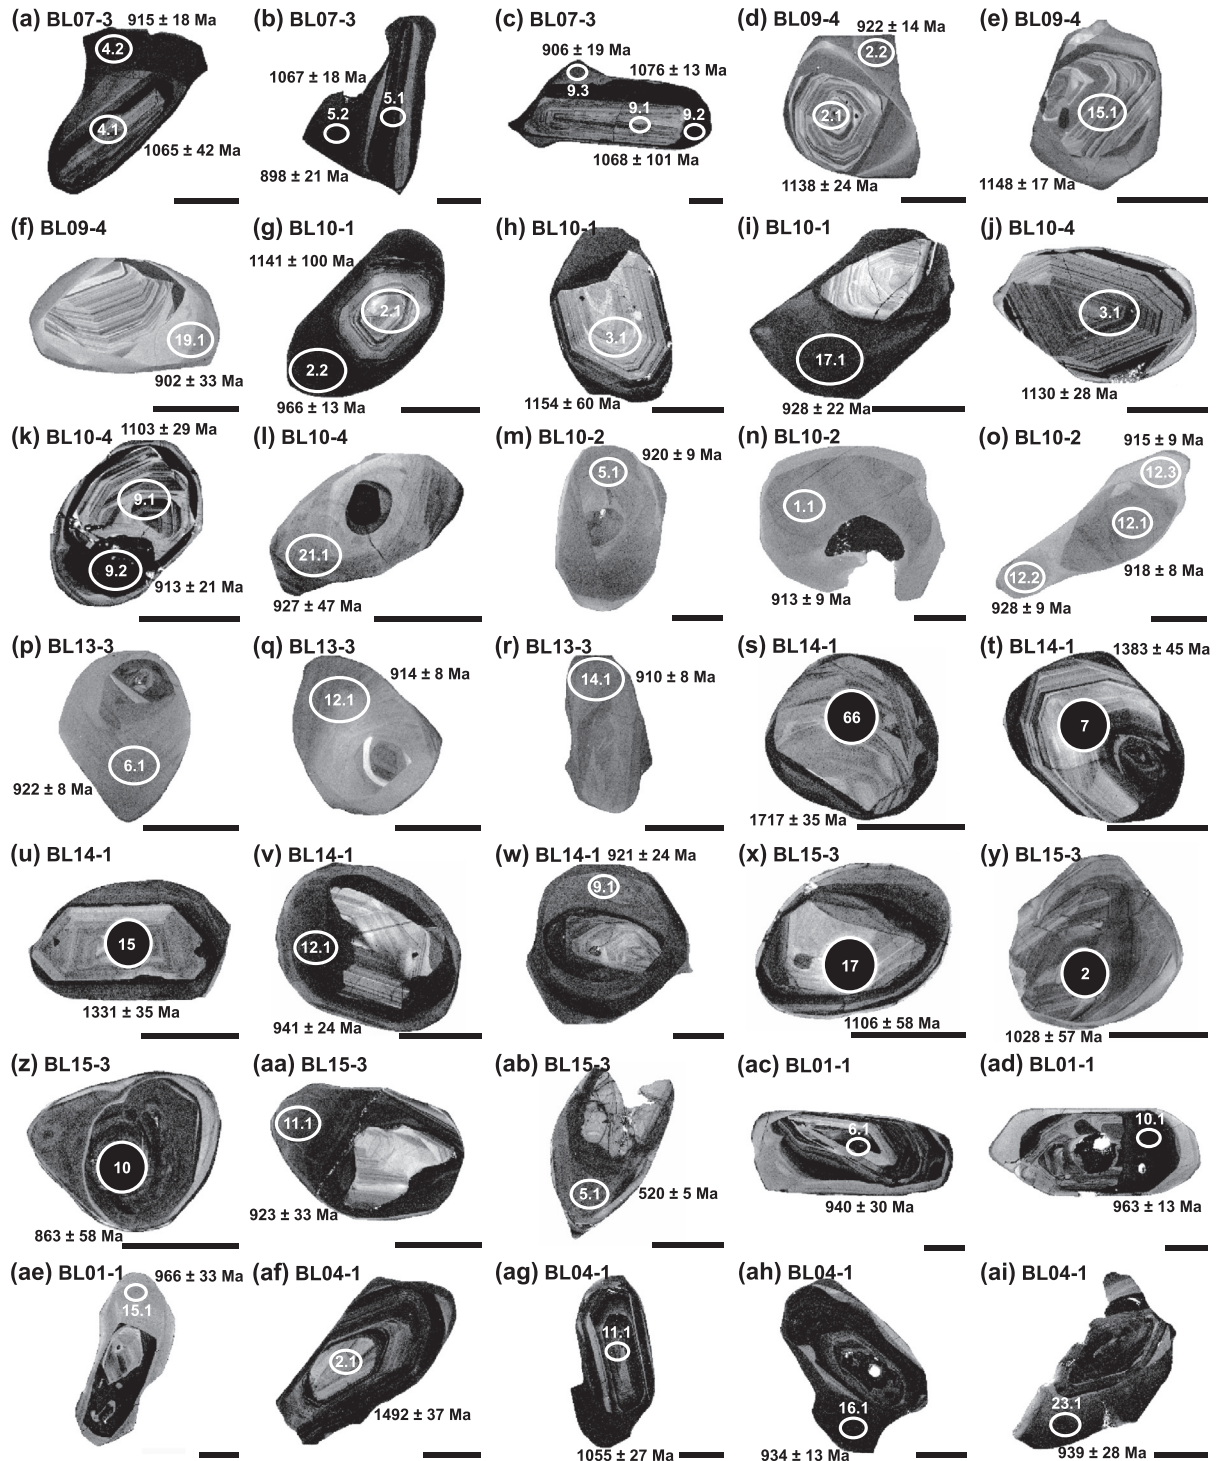 (a) BL07-3 915 ± 18 Ma
4.2
4.1
1065 ± 42 Ma
(b) BL07-3
1067 ± 18 Ma
5.1
5.2
898 ± 21 Ma
(c) BL07-3
906 ± 19 Ma
1076 ± 13 Ma
9.3
9.1
9.2
1068 ± 101 Ma
(d) BL09-4
922 ± 14 Ma
2.2
2.1
1138 ± 24 Ma
(e) BL09-4
15.1
1148 ± 17 Ma
(f) BL09-4
19.1
902 ± 33 Ma
(g) BL10-1
1141 ± 100 Ma
2.1
2.2
966 ± 13 Ma
(h) BL10-1
3.1
1154 ± 60 Ma
(i) BL10-1
17.1
928 ± 22 Ma
(j) BL10-4
3.1
1130 ± 28 Ma
(k) BL10-4
1103 ± 29 Ma
9.1
9.2
913 ± 21 Ma
(l) BL10-4
21.1
927 ± 47 Ma
(m) BL10-2
920 ± 9 Ma
5.1
(n) BL10-2
1.1
913 ± 9 Ma
(o) BL10-2
915 ± 9 Ma
12.3
12.1
918 ± 8 Ma
12.2
928 ± 9 Ma
(p) BL13-3
6.1
922 ± 8 Ma
(q) BL13-3
914 ± 8 Ma
12.1
(r) BL13-3
14.1
910 ± 8 Ma
(s) BL14-1
66
1717 ± 35 Ma
(t) BL14-1
1383 ± 45 Ma
7
(u) BL14-1
15
1331 ± 35 Ma
(v) BL14-1
12.1
941 ± 24 Ma
(w) BL14-1 921 ± 24 Ma
9.1
(x) BL15-3
17
1106 ± 58 Ma
(y) BL15-3
2
1028 ± 57 Ma
(z) BL15-3
10
863 ± 58 Ma
(aa) BL15-3
11.1
923 ± 33 Ma
(ab) BL15-3
5.1
520 ± 5 Ma
(ac) BL01-1
6.1
940 ± 30 Ma
(ad) BL01-1
10.1
963 ± 13 Ma
(ae) BL01-1
966 ± 33 Ma
15.1
(af) BL04-1
2.1
1492 ± 37 Ma
(ag) BL04-1
11.1
1055 ± 27 Ma
(ah) BL04-1
16.1
934 ± 13 Ma
(ai) BL04-1
23.1
939 ± 28 Ma